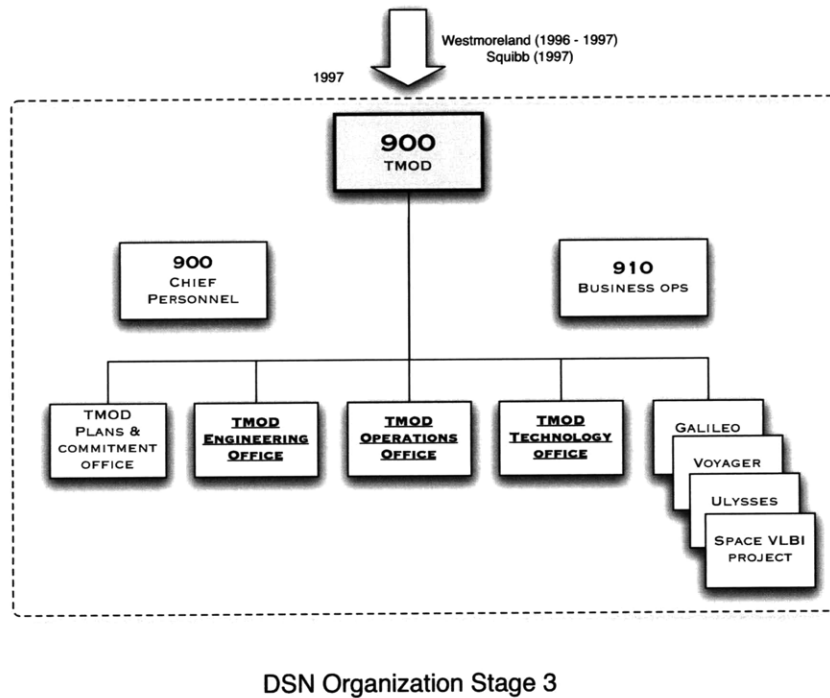 Westmoreland (1996 - 1997)
Squibb (1997)
1997
900
TMOD
900
CHIEF
PERSONNEL
910
BUSINESS OPS
TMOD
PLANS &
COMMITMENT
OFFICE
TMOD
ENGINEERING
OFFICE
TMOD
OPERATIONS
OFFICE
TMOD
TECHNOLOGY
OFFICE
GALILEO
VOYAGER
ULYSSES
SPACE VLBI
PROJECT
DSN Organization Stage 3